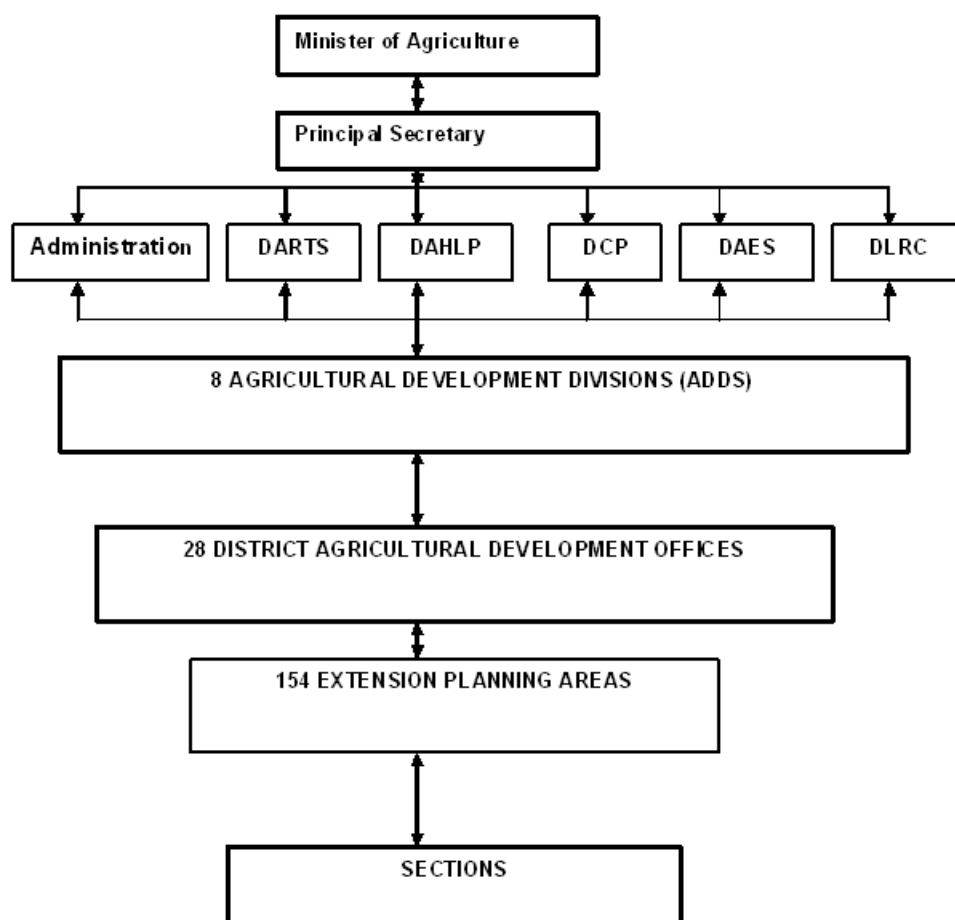 Minister of Agriculture
Principal Secretary
Administration
DARTS
DAHLP
DCP
DAES
DLRC
8 AGRICULTURAL DEVELOPMENT DIVISIONS (ADDS)
28 DISTRICT AGRICULTURAL DEVELOPMENT OFFICES
154 EXTENSION PLANNING AREAS
SECTIONS